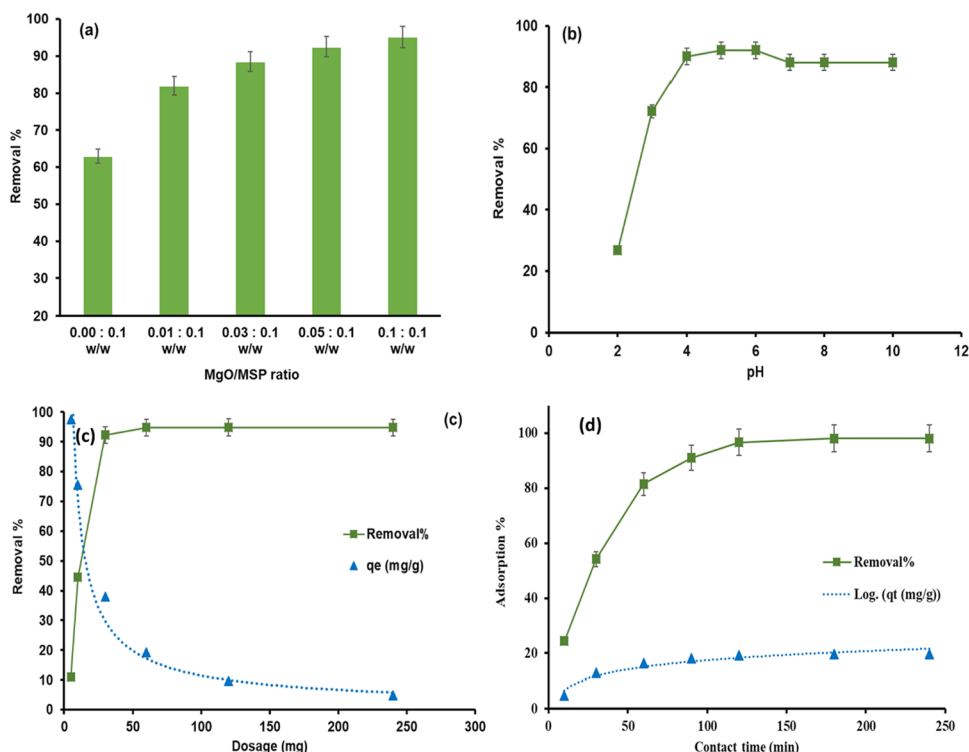 (a)
Removal %
100
90
80
70
60
50
40
30
20
0.00 : 0.1 0.01 : 0.1 0.03 : 0.1 0.05 : 0.1 0.1 : 0.1
w/w w/w w/w w/w w/w
MgO/MSP ratio
(b)
Removal %
100
80
60
40
20
0
0 2 4 6 8 10 12
pH
(c)
(c)
Removal %
100
90
80
70
60
50
40
30
20
10
0
Removal%
qe (mg/g)
0 50 100 150 200 250 300
Dosage (mg)
(d)
Adsorption %
100
80
60
40
20
0
Removal%
Log. (qt (mg/g))
0 50 100 150 200 250
Contact time (min)